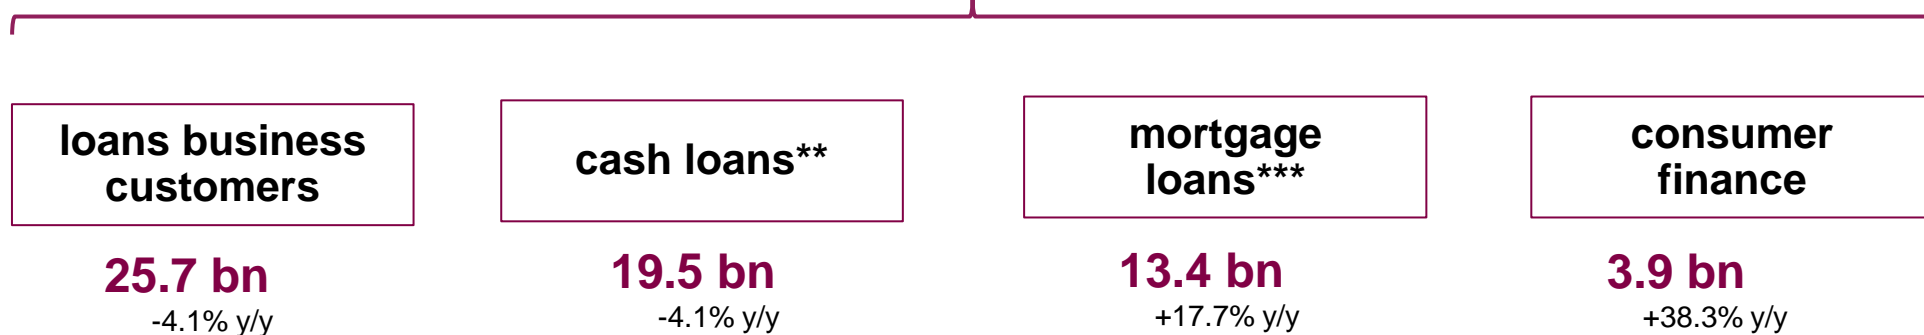 loans business
customers
25.7 bn
-4.1% y/y
cash loans**
19.5 bn
-4.1% y/y
mortgage
loans***
13.4 bn
+17.7% y/y
consumer
finance
3.9 bn
+38.3% y/y